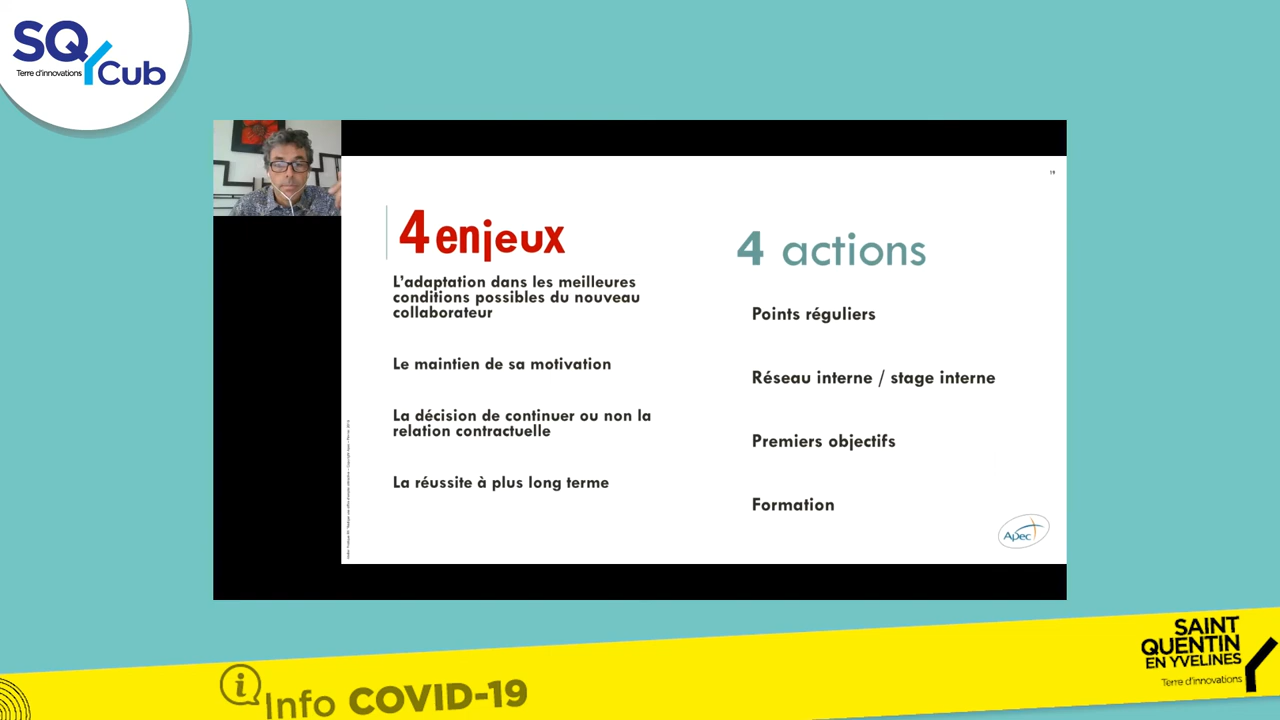 SQY Cub
Terre d'innovations
19
4 enjeux
L'adaptation dans les meilleures
conditions possibles du nouveau
collaborateur
Le maintien de sa motivation
La décision de continuer ou non la
relation contractuelle
La réussite à plus long terme
4 actions
Points réguliers
Réseau interne / stage interne
Premiers objectifs
Formation
Apec
i Info COVID-19
SAINT
QUENTIN
EN YVELINES
Terre d'innovations